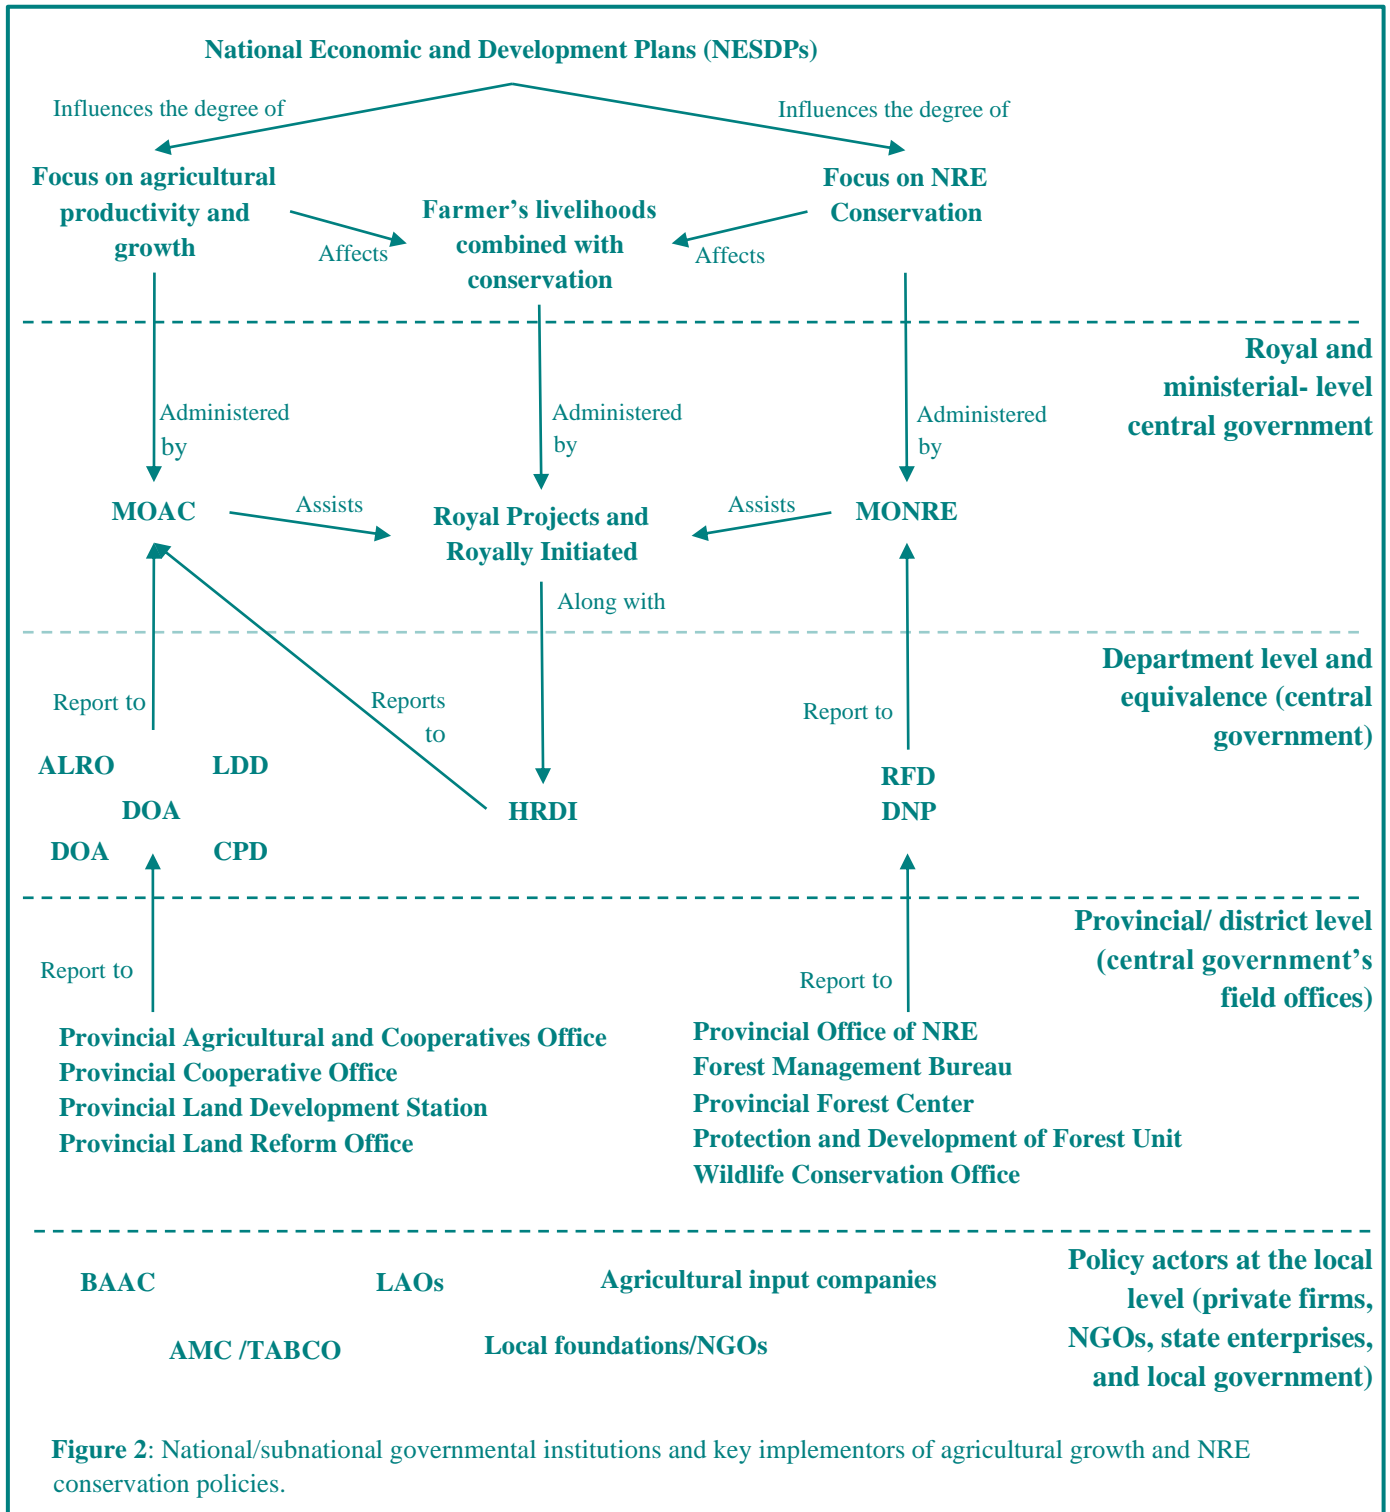 National Economic and Development Plans (NESDPs)
Influences the degree of
Influences the degree of
Focus on agricultural
productivity and
growth
Farmer's livelihoods
combined with
conservation
Focus on NRE
Conservation
Affects
Affects
Royal and
ministerial- level
central government
Administered
by
Administered
by
Administered
by
MOAC
Assists
Royal Projects and
Royally Initiated
Assists
MONRE
Along with
Department level and
equivalence (central
government)
Report to
Reports
to
Report to
ALRO
LDD
DOA
DOA
CPD
HRDI
RFD
DNP
Provincial/ district level
(central government's
field offices)
Report to
Report to
Provincial Agricultural and Cooperatives Office
Provincial Cooperative Office
Provincial Land Development Station
Provincial Land Reform Office
Provincial Office of NRE
Forest Management Bureau
Provincial Forest Center
Protection and Development of Forest Unit
Wildlife Conservation Office
Policy actors at the local
level (private firms,
NGOs, state enterprises,
and local government)
BAAC
LAOs
Agricultural input companies
AMC /TABCO
Local foundations/NGOs
Figure 2: National/subnational governmental institutions and key implementors of agricultural growth and NRE
conservation policies.